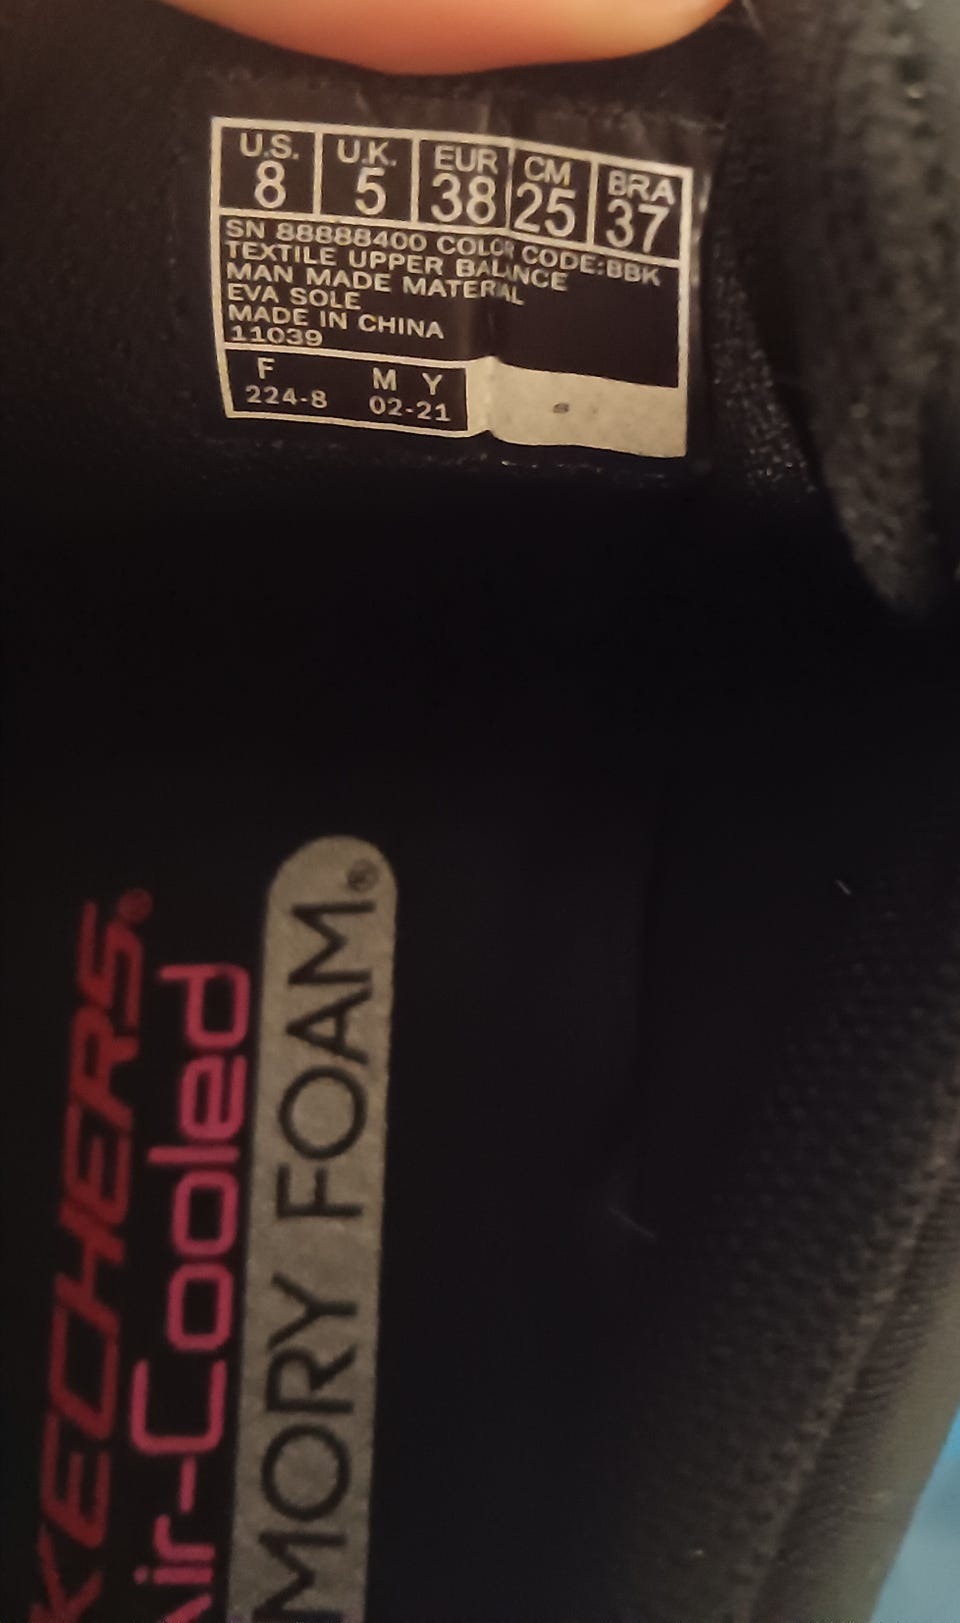 U.S. U.K. EUR CM BRA
8 5 38 25 37
SN 88888400 COLOR CODE:BBK
TEXTILE UPPER BALANCE
MAN MADE MATERIAL
EVA SOLE
MADE IN CHINA
11039
F M Y
224-8 02-21
KECHERS®
Air-Cooled
MORY FOAM®